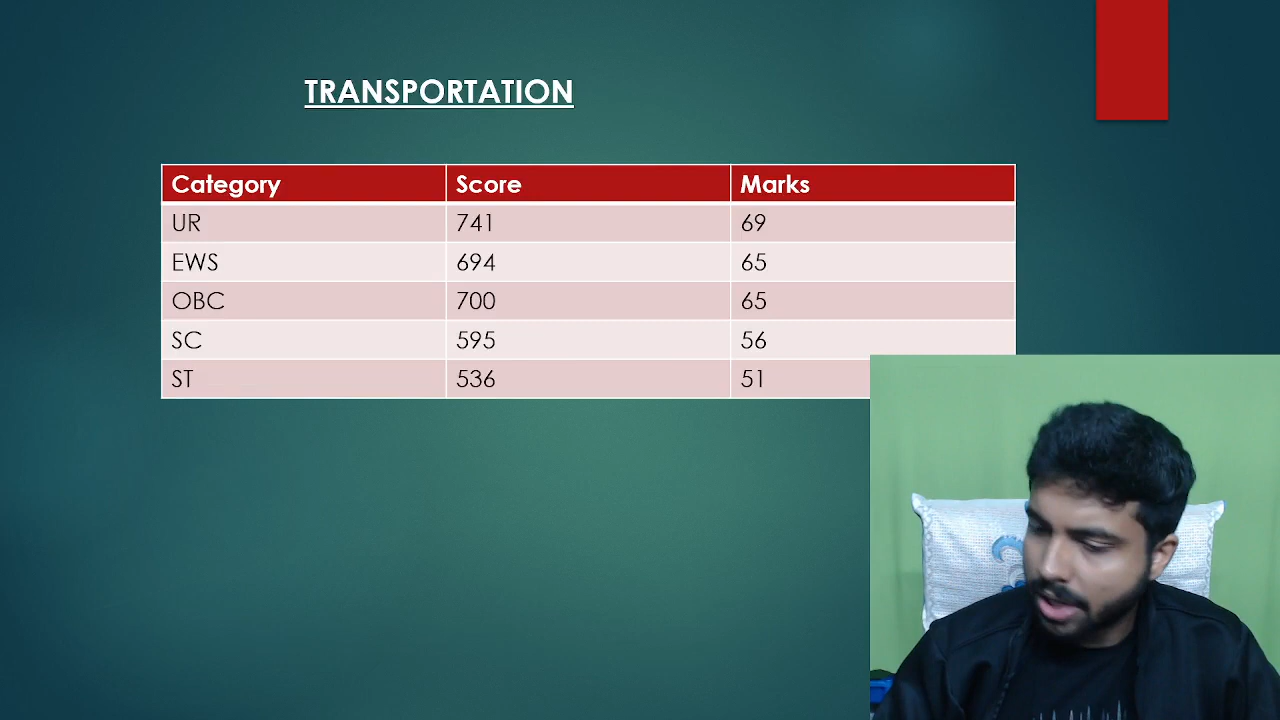 TRANSPORTATION
Category Score Marks
UR 741 69
EWS 694 65
OBC 700 65
SC 595 56
ST 536 51